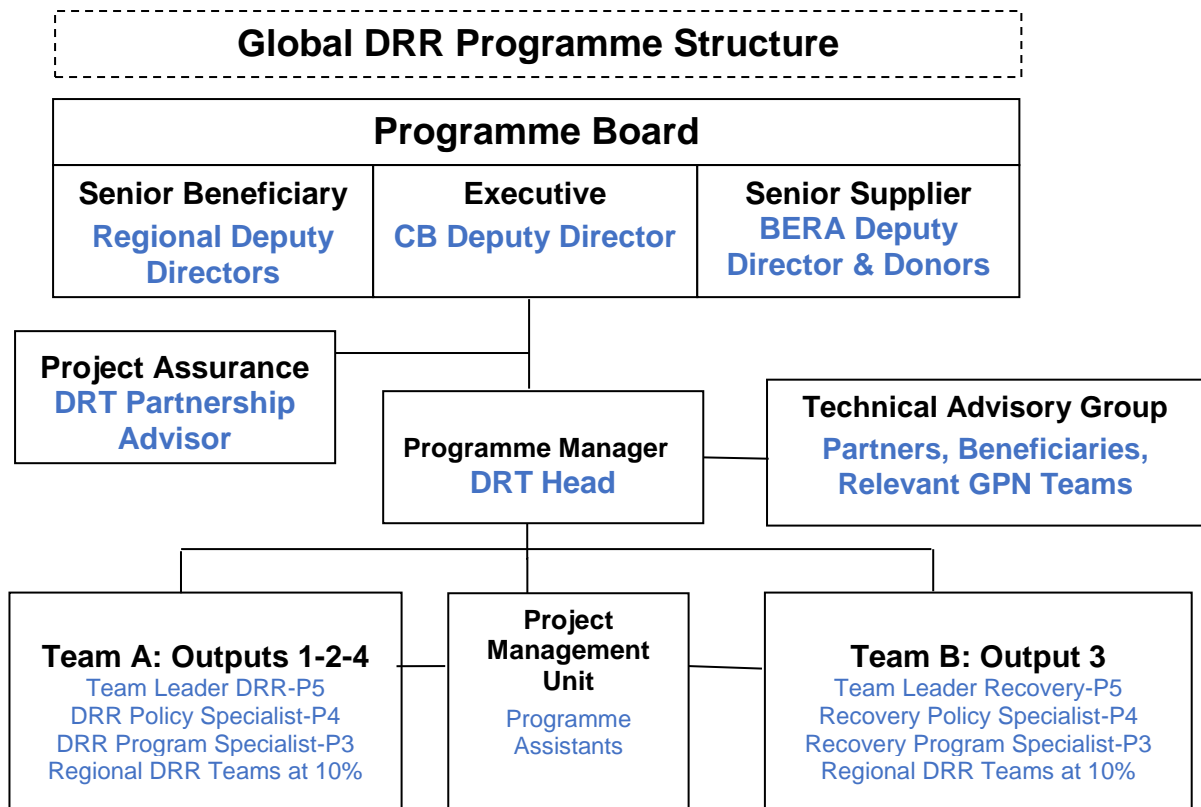 Global DRR Programme Structure
Programme Board
Senior Beneficiary
Regional Deputy
Directors
Executive
CB Deputy Director
Senior Supplier
BERA Deputy
Director & Donors
Project Assurance
DRT Partnership
Advisor
Programme Manager
DRT Head
Technical Advisory Group
Partners, Beneficiaries,
Relevant GPN Teams
Team A: Outputs 1-2-4
Team Leader DRR-P5
DRR Policy Specialist-P4
DRR Program Specialist-P3
Regional DRR Teams at 10%
Project
Management
Unit
Programme
Assistants
Team B: Output 3
Team Leader Recovery-P5
Recovery Policy Specialist-P4
Recovery Program Specialist-P3
Regional DRR Teams at 10%